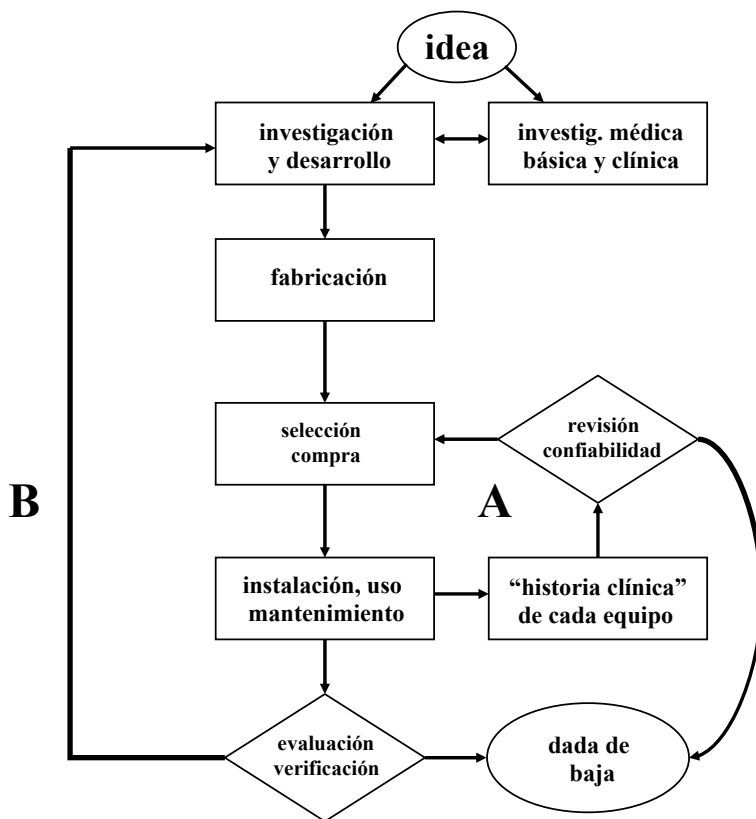 idea
investigación
y desarrollo
investig. médica
básica y clínica
fabricación
selección
compra
revisión
confiabilidad
B
A
instalación, uso
mantenimiento
“historia clínica”
de cada equipo
evaluación
verificación
dada de
baja